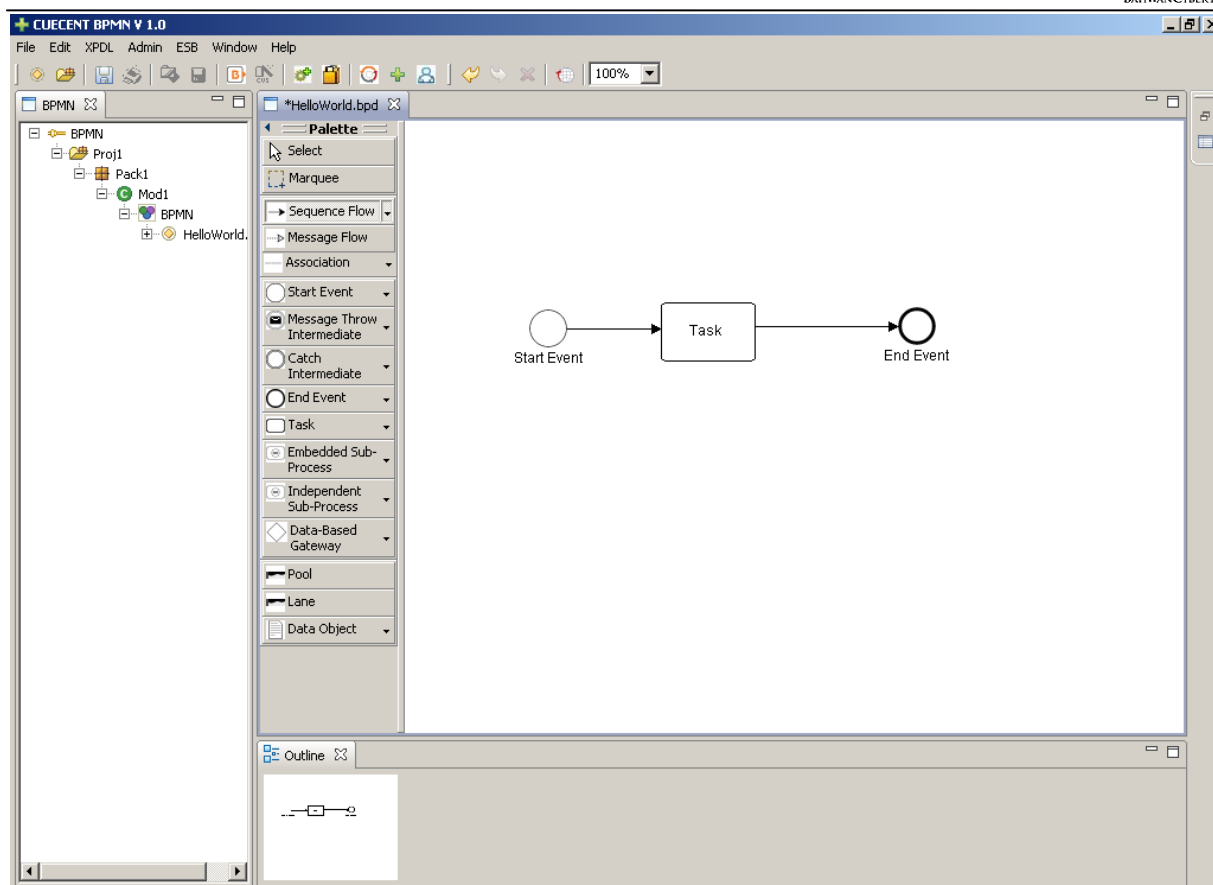 CUECENT BPMN V 1.0
File Edit XPDL Admin ESB Window Help
100%
BPMN
*HelloWorld.bpd
BPMN
Proj1
Pack1
Mod1
BPMN
HelloWorld.
Palette
Select
Marquee
Sequence Flow
Message Flow
Association
Start Event
Message Throw
Intermediate
Catch
Intermediate
End Event
Task
Embedded Sub-
Process
Independent
Sub-Process
Data-Based
Gateway
Pool
Lane
Data Object
Start Event
Task
End Event
Outline